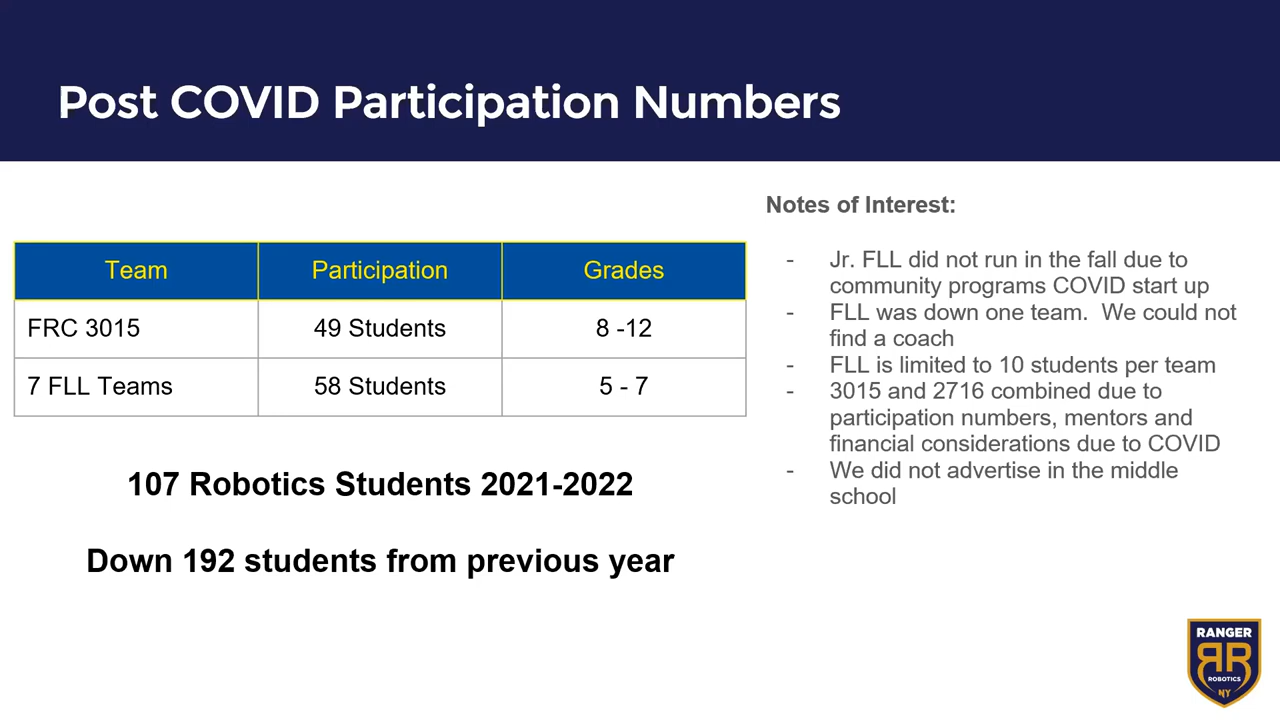 Post COVID Participation Numbers
Team Participation Grades
FRC 3015 49 Students 8 -12
7 FLL Teams 58 Students 5 - 7
107 Robotics Students 2021-2022
Down 192 students from previous year
Notes of Interest:
- Jr. FLL did not run in the fall due to
community programs COVID start up
- FLL was down one team. We could not
find a coach
- FLL is limited to 10 students per team
- 3015 and 2716 combined due to
participation numbers, mentors and
financial considerations due to COVID
- We did not advertise in the middle
school
RANGER
RR
ROBOTICS
NY